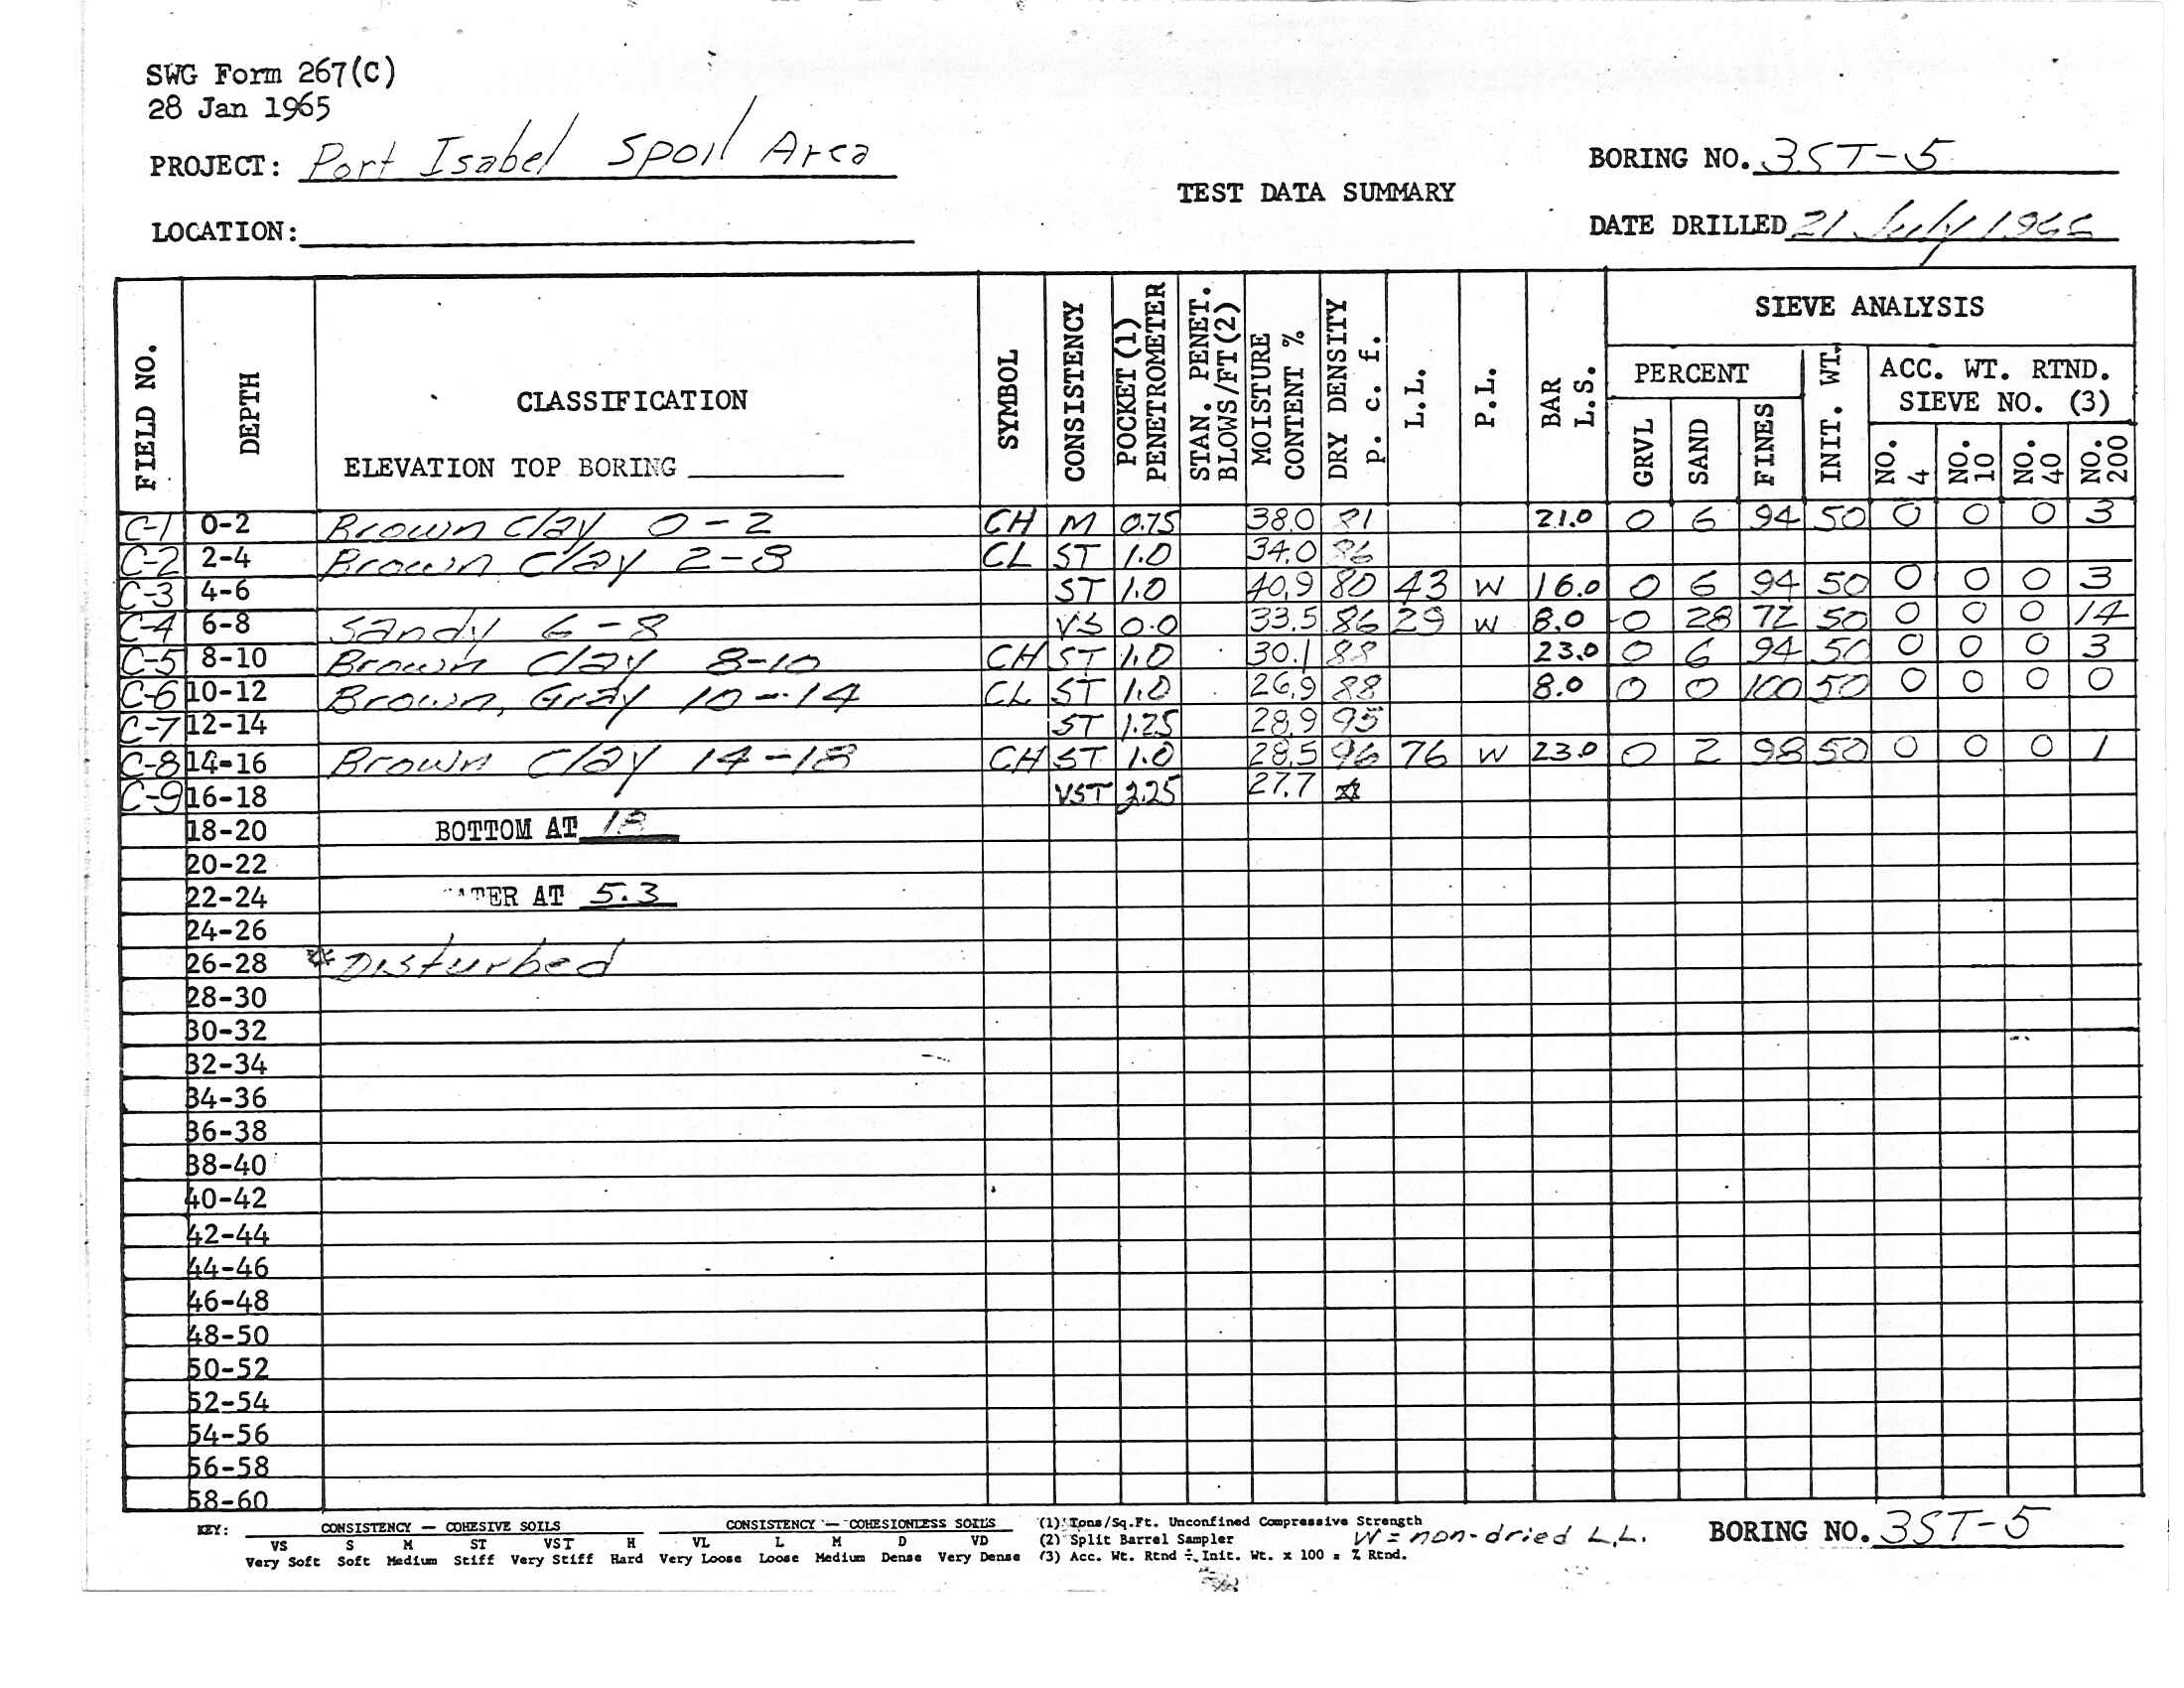 SWG Form 267(C)
28 Jan 1965
PROJECT: Port Isabel Spoil Area
BORING NO. 3ST-5
TEST DATA SUMMARY
LOCATION:
DATE DRILLED 21 July 1966
FIELD NO. DEPTH CLASSIFICATION SYMBOL CONSISTENCY POCKET (1) PENETROMETER STAN. PENET. BLOWS/FT(2) MOISTURE CONTENT % DRY DENSITY p. c. f. L.L. P.L. BAR L.S. SIEVE ANALYSIS
PERCENT INIT. WT. ACC. WT. RTND. SIEVE NO. (3)
ELEVATION TOP BORING
GRVL SAND FINES NO. 4 NO. 10 NO. 40 NO. 200
C-1 0-2 Brown Clay 0-2 CH M 0.75 38.0 81 21.0 0 6 94 50 0 0 0 3
C-2 2-4 Brown Clay 2-8 CL ST 1.0 34.0 86
C-3 4-6 ST 1.0 40.9 80 43 W 16.0 0 6 94 50 0 0 0 3
C-4 6-8 Sandy 6-8 VS 0.0 33.5 86 29 W 8.0 0 28 72 50 0 0 0 14
C-5 8-10 Brown Clay 8-10 CH ST 1.0 30.1 88 23.0 0 6 94 50 0 0 0 3
C-6 10-12 Brown, Gray 10-14 CL ST 1.0 26.9 88 8.0 0 0 100 50 0 0 0 0
C-7 12-14 ST 1.25 28.9 95
C-8 14-16 Brown Clay 14-18 CH ST 1.0 28.5 96 76 W 23.0 0 2 98 50 0 0 0 1
C-9 16-18 VST 2.25 27.7 *
18-20 BOTTOM AT 18
20-22
22-24 WATER AT 5.3
24-26
26-28 * Disturbed
28-30
30-32
32-34
34-36
36-38
38-40
40-42
42-44
44-46
46-48
48-50
50-52
52-54
54-56
56-58
58-60
KEY: CONSISTENCY — COHESIVE SOILS CONSISTENCY — COHESIONLESS SOILS (1) Tons/Sq.Ft. Unconfined Compressive Strength
VS S M ST VST H VL L M D VD (2) Split Barrel Sampler W = non-dried L.L. BORING NO. 3ST-5
Very Soft Soft Medium Stiff Very Stiff Hard Very Loose Loose Medium Dense Very Dense (3) Acc. Wt. Rtnd ÷ Init. Wt. x 100 = % Rtnd.